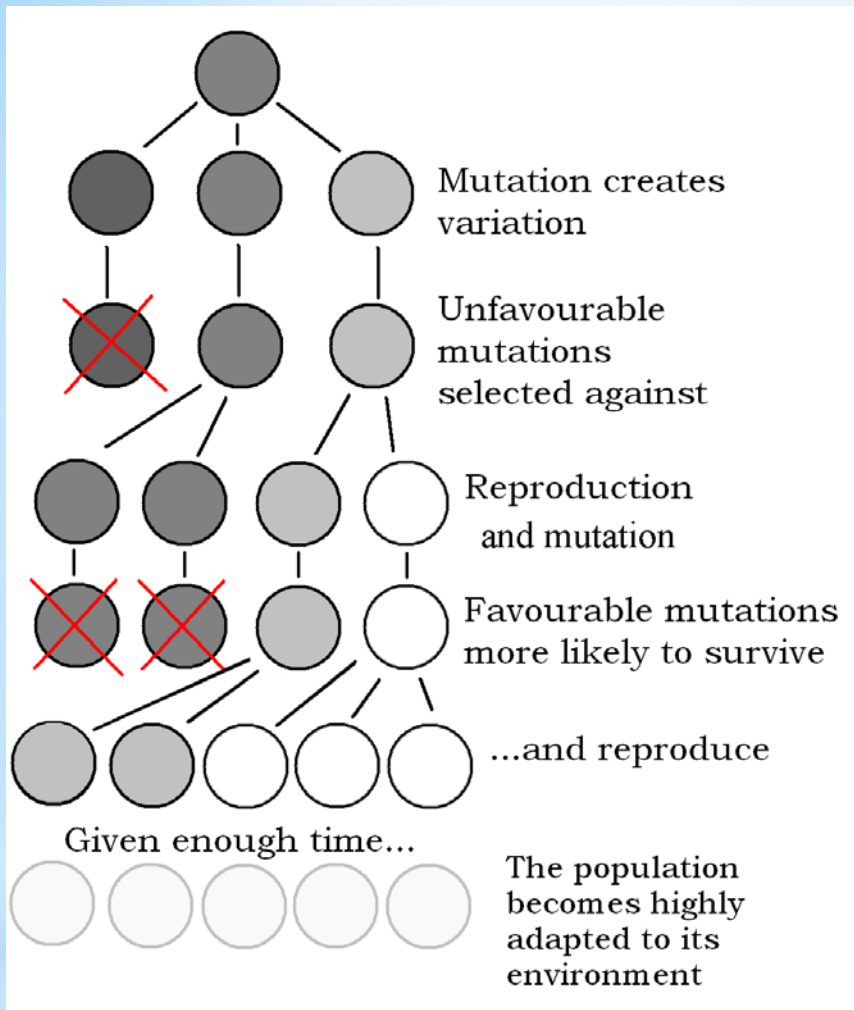 Mutation creates
variation
Unfavourable
mutations
selected against
Reproduction
and mutation
Favourable mutations
more likely to survive
...and reproduce
Given enough time...
The population
becomes highly
adapted to its
environment